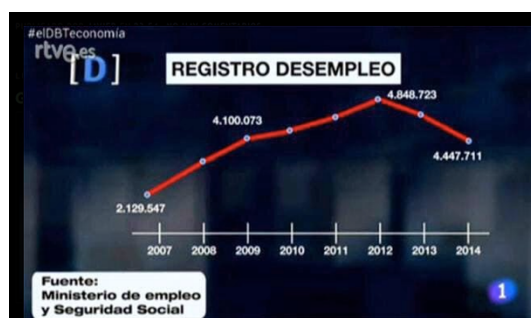 #elDBTeconomía
rtve.es
[D]
REGISTRO DESEMPLEO
4.848.723
4.100.073
4.447.711
2.129.547
2007 2008 2009 2010 2011 2012 2013 2014
Fuente:
Ministerio de empleo
y Seguridad Social
1